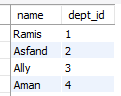 name dept_id
Ramis 1
Asfand 2
Ally 3
Aman 4